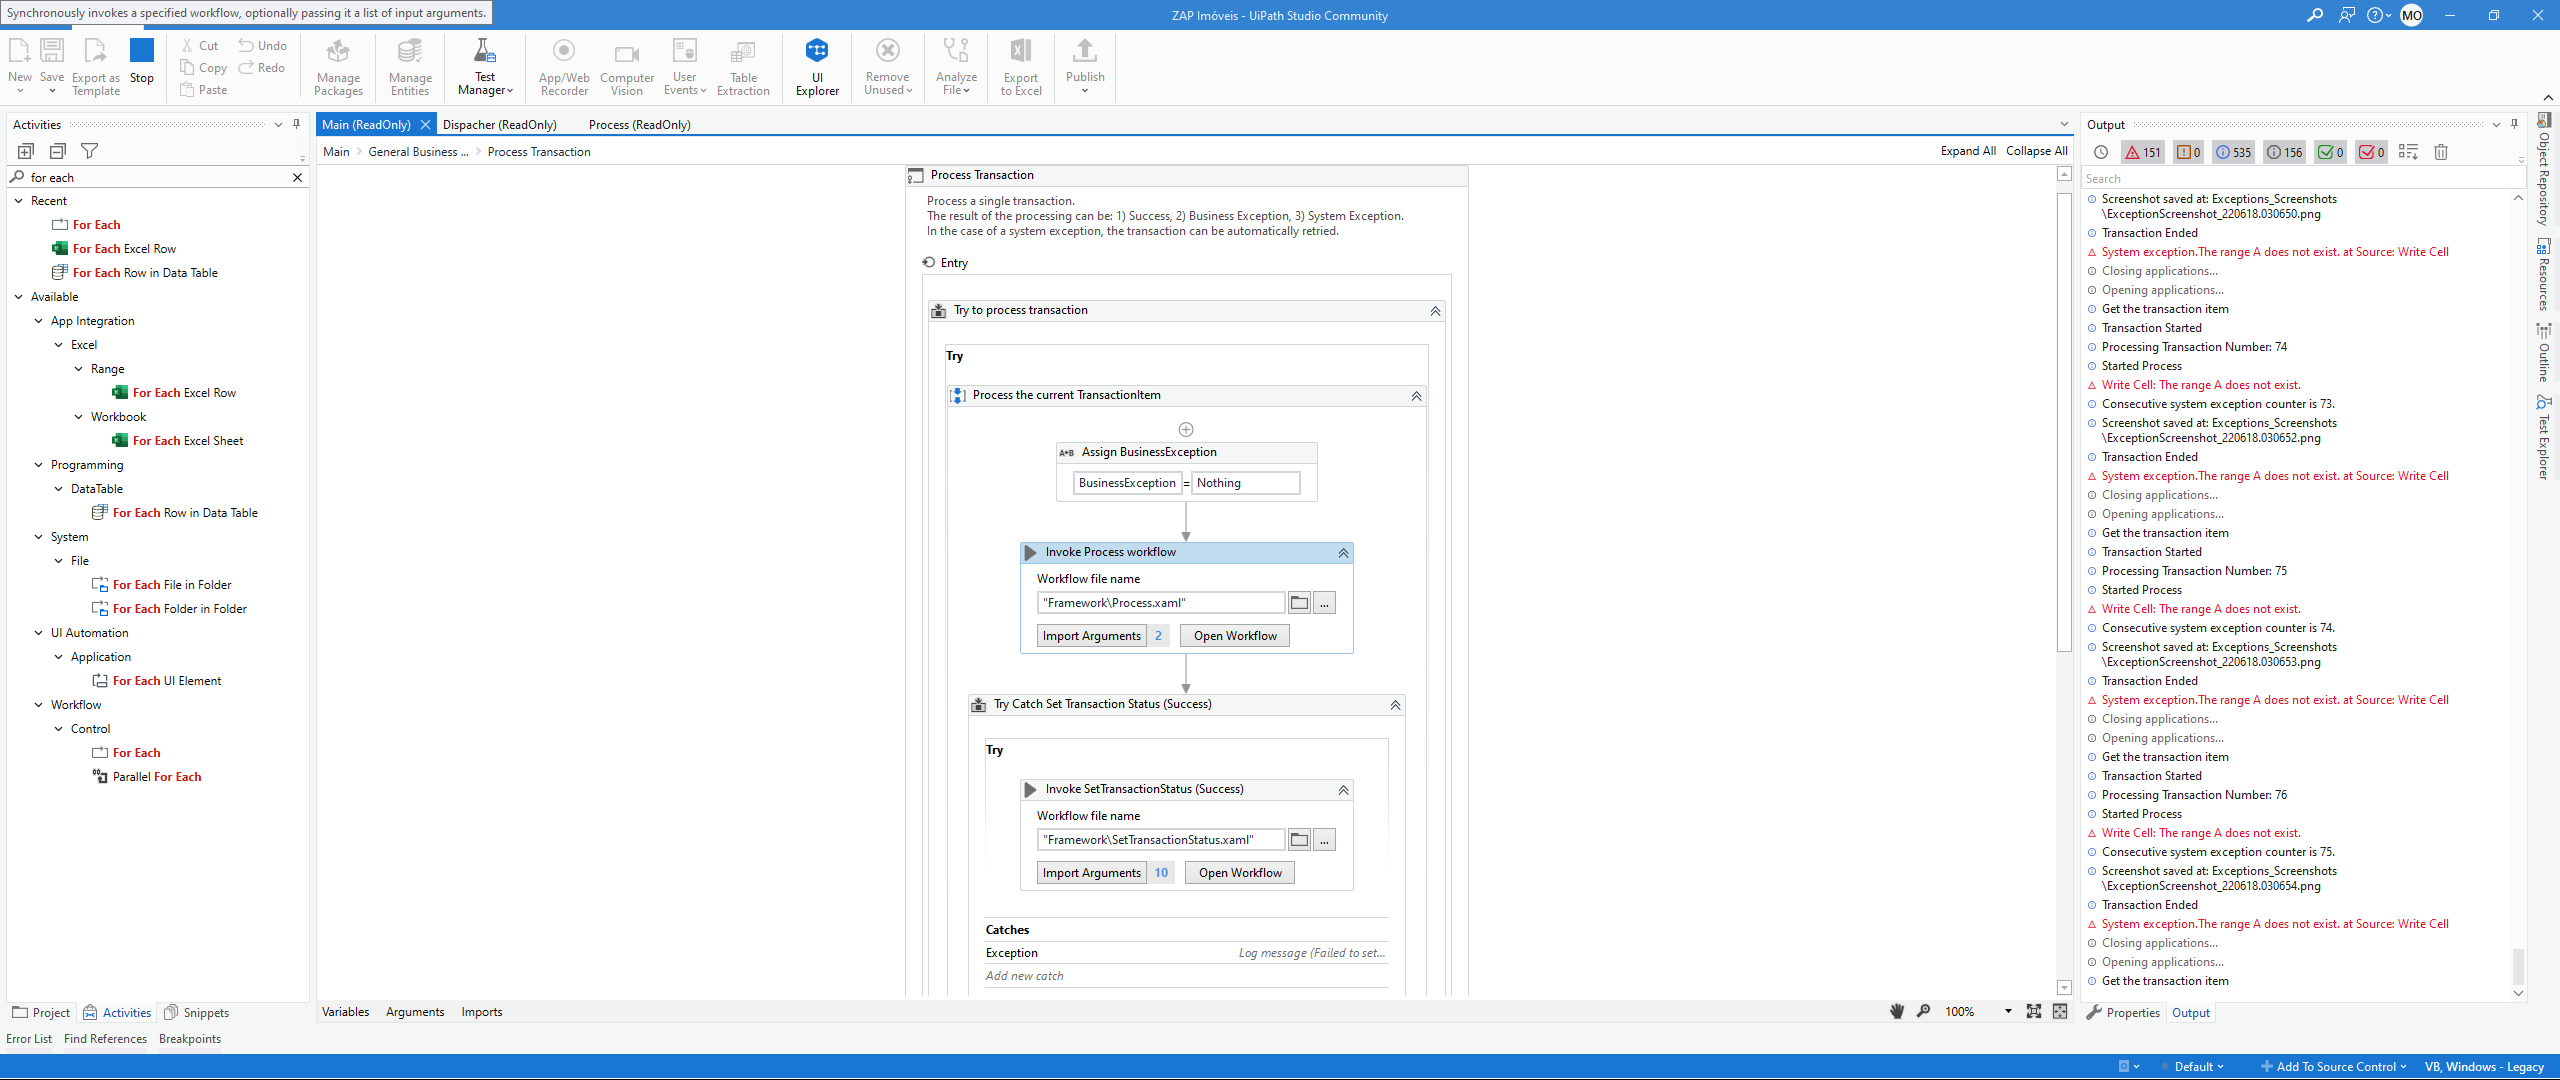 Synchronously invokes a specified workflow, optionally passing it a list of input arguments.
ZAP Imóveis - UiPath Studio Community
MO
New
Save
Export as Template
Stop
Cut
Copy
Paste
Undo
Redo
Manage Packages
Manage Entities
Test Manager
App/Web Recorder
Computer Vision
User Events
Table Extraction
UI Explorer
Remove Unused
Analyze File
Export to Excel
Publish
Activities
for each
Recent
For Each
For Each Excel Row
For Each Row in Data Table
Available
App Integration
Excel
Range
For Each Excel Row
Workbook
For Each Excel Sheet
Programming
DataTable
For Each Row in Data Table
System
File
For Each File in Folder
For Each Folder in Folder
UI Automation
Application
For Each UI Element
Workflow
Control
For Each
Parallel For Each
Project
Activities
Snippets
Error List
Find References
Breakpoints
Main (ReadOnly)
Dispacher (ReadOnly)
Process (ReadOnly)
Main > General Business ... > Process Transaction
Expand All
Collapse All
Process Transaction
Process a single transaction.
The result of the processing can be: 1) Success, 2) Business Exception, 3) System Exception.
In the case of a system exception, the transaction can be automatically retried.
Entry
Try to process transaction
Try
Process the current TransactionItem
A•B Assign BusinessException
BusinessException = Nothing
Invoke Process workflow
Workflow file name
"Framework\Process.xaml"
...
Import Arguments 2
Open Workflow
Try Catch Set Transaction Status (Success)
Try
Invoke SetTransactionStatus (Success)
Workflow file name
"Framework\SetTransactionStatus.xaml"
...
Import Arguments 10
Open Workflow
Catches
Exception
Log message (Failed to set...
Add new catch
Variables
Arguments
Imports
100%
Output
151
0
535
156
0
0
Search
Screenshot saved at: Exceptions_Screenshots
\ExceptionScreenshot_220618.030650.png
Transaction Ended
System exception.The range A does not exist. at Source: Write Cell
Closing applications...
Opening applications...
Get the transaction item
Transaction Started
Processing Transaction Number: 74
Started Process
Write Cell: The range A does not exist.
Consecutive system exception counter is 73.
Screenshot saved at: Exceptions_Screenshots
\ExceptionScreenshot_220618.030652.png
Transaction Ended
System exception.The range A does not exist. at Source: Write Cell
Closing applications...
Opening applications...
Get the transaction item
Transaction Started
Processing Transaction Number: 75
Started Process
Write Cell: The range A does not exist.
Consecutive system exception counter is 74.
Screenshot saved at: Exceptions_Screenshots
\ExceptionScreenshot_220618.030653.png
Transaction Ended
System exception.The range A does not exist. at Source: Write Cell
Closing applications...
Opening applications...
Get the transaction item
Transaction Started
Processing Transaction Number: 76
Started Process
Write Cell: The range A does not exist.
Consecutive system exception counter is 75.
Screenshot saved at: Exceptions_Screenshots
\ExceptionScreenshot_220618.030654.png
Transaction Ended
System exception.The range A does not exist. at Source: Write Cell
Closing applications...
Opening applications...
Get the transaction item
Properties
Output
Object Repository
Resources
Outline
Test Explorer
Default
Add To Source Control
VB, Windows - Legacy